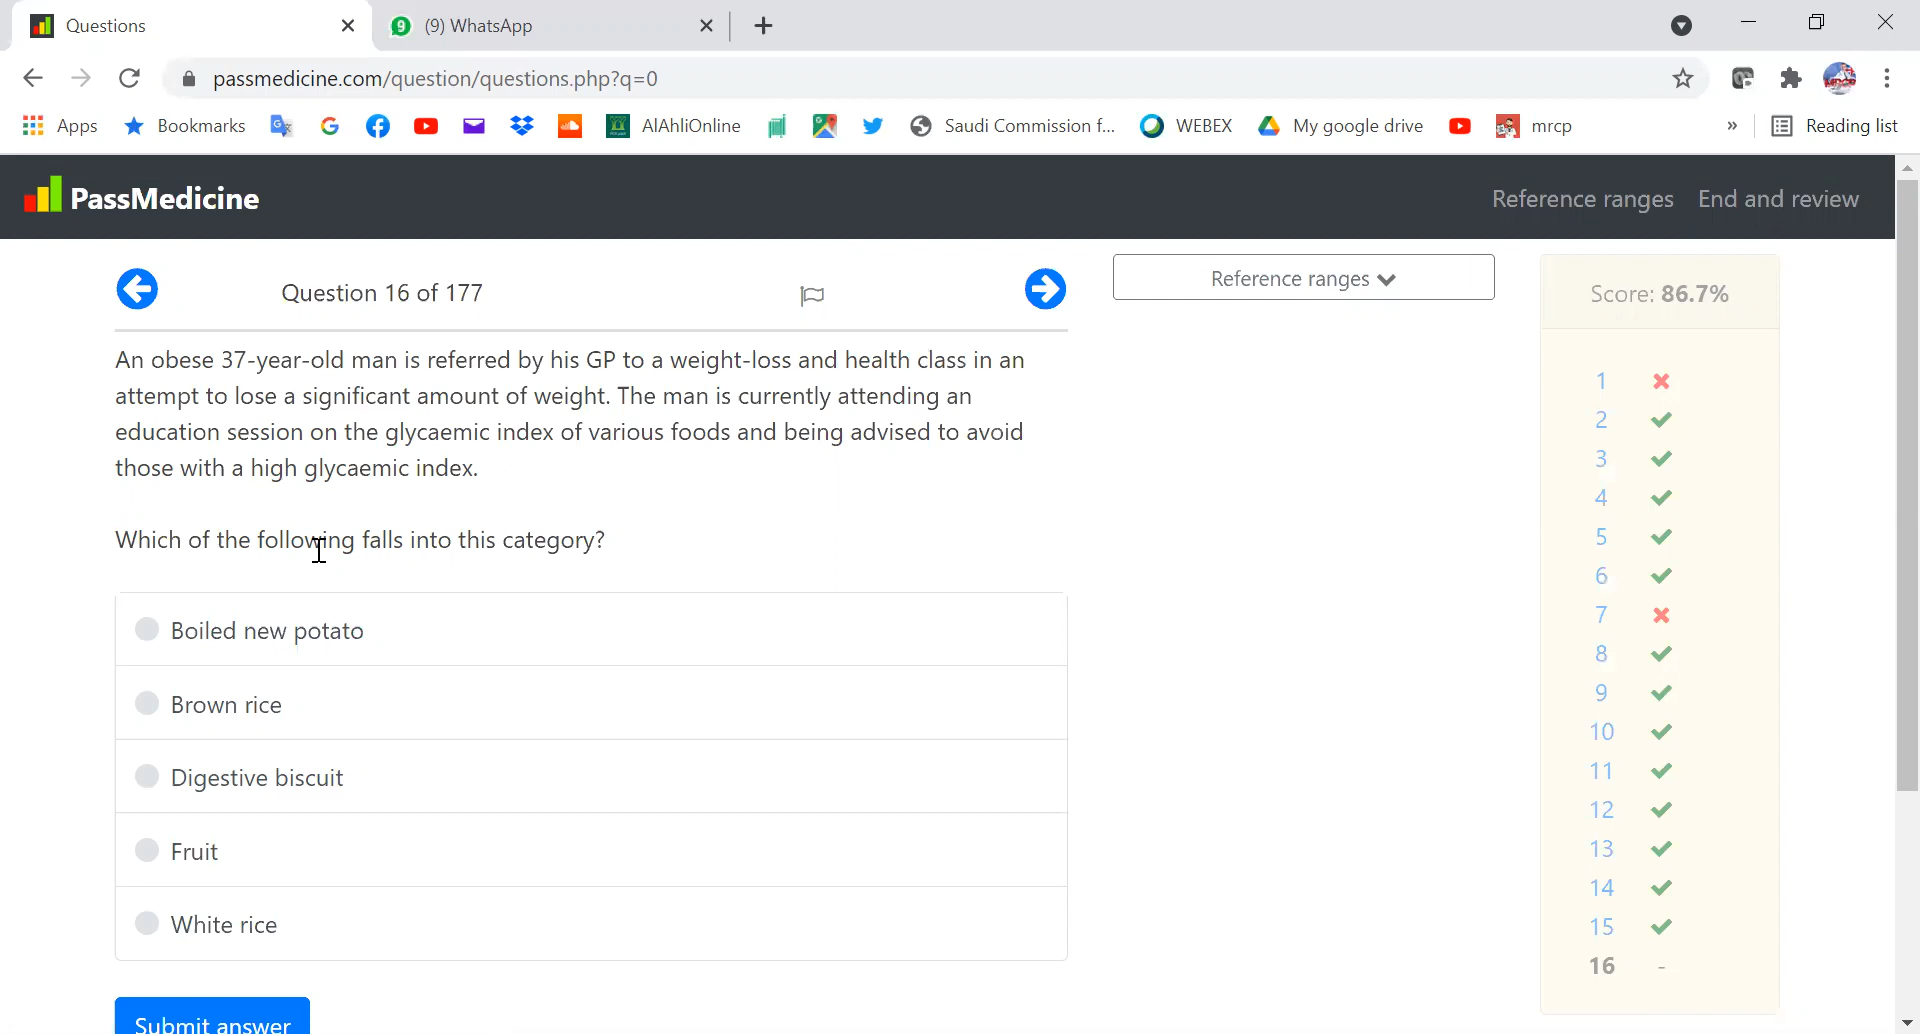 Questions
(9) WhatsApp
passmedicine.com/question/questions.php?q=0
Apps Bookmarks AlAhliOnline Saudi Commission f... WEBEX My google drive mrcp » Reading list
PassMedicine
Reference ranges End and review
Question 16 of 177
Reference ranges
Score: 86.7%
An obese 37-year-old man is referred by his GP to a weight-loss and health class in an
attempt to lose a significant amount of weight. The man is currently attending an
education session on the glycaemic index of various foods and being advised to avoid
those with a high glycaemic index.
Which of the following falls into this category?
Boiled new potato
Brown rice
Digestive biscuit
Fruit
White rice
Submit answer
1
2
3
4
5
6
7
8
9
10
11
12
13
14
15
16 -